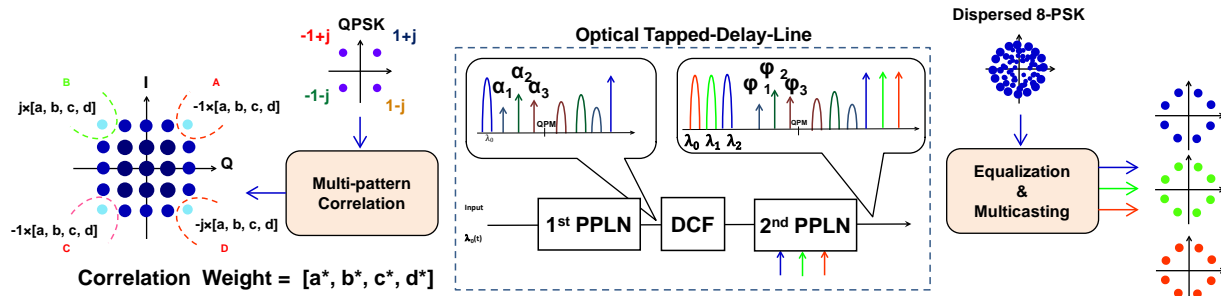 QPSK
-1+j
1+j
-1-j
1-j
I
Q
B
j×[a, b, c, d]
A
-1×[a, b, c, d]
-1×[a, b, c, d]
C
-j×[a, b, c, d]
D
Multi-pattern
Correlation
Correlation Weight = [a*, b*, c*, d*]
Optical Tapped-Delay-Line
α1
α2
α3
QPM
λ0
φ1
φ2
φ3
QPM
λ0
λ1
λ2
Input
λ0(t)
1st PPLN
DCF
2nd PPLN
Dispersed 8-PSK
Equalization
&
Multicasting